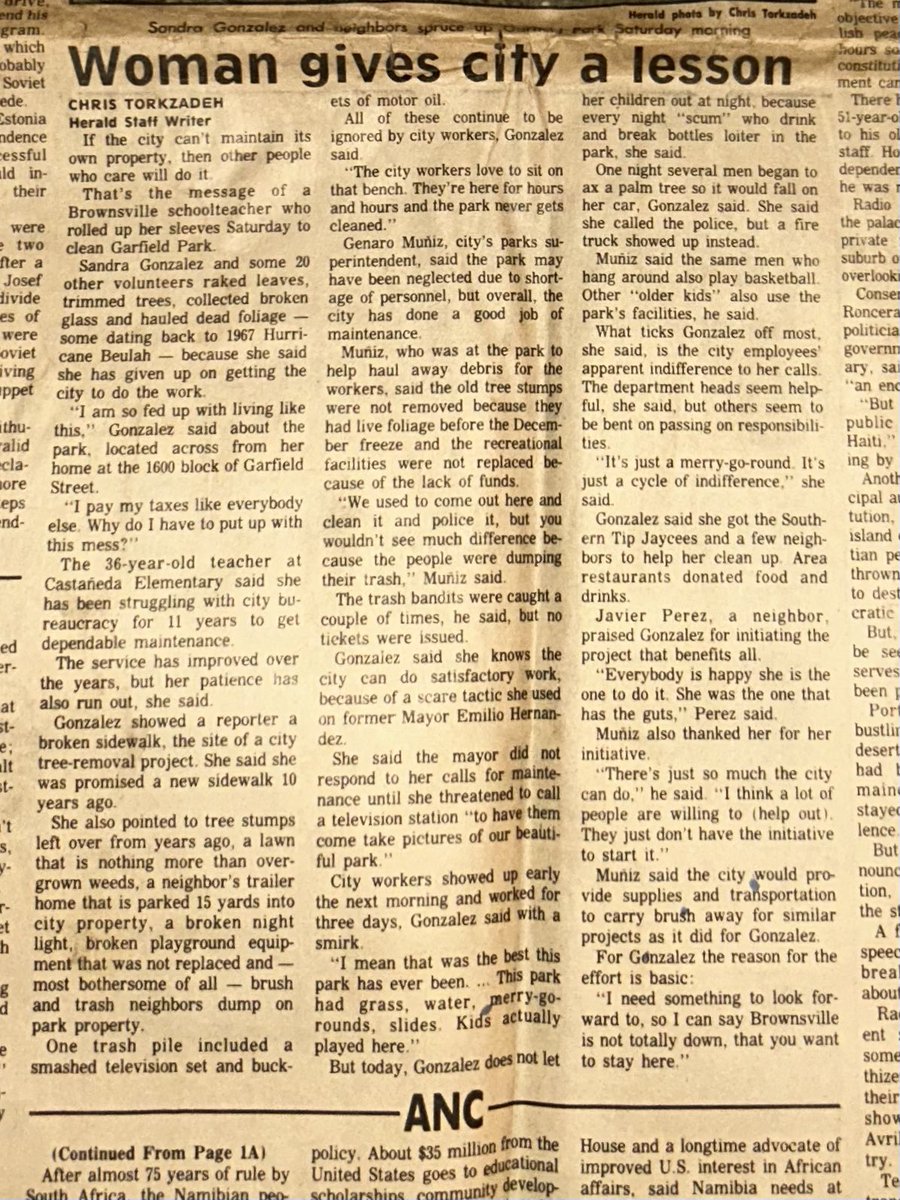 Herald photo by Chris Torkzadeh
Sandra Gonzalez and neighbors spruce up park Saturday morning
Woman gives city a lesson
CHRIS TORKZADEH
Herald Staff Writer
If the city can't maintain its
own property, then other people
who care will do it.
That's the message of a
Brownsville schoolteacher who
rolled up her sleeves Saturday to
clean Garfield Park.
Sandra Gonzalez and some 20
other volunteers raked leaves,
trimmed trees, collected broken
glass and hauled dead foliage —
some dating back to 1967 Hurri-
cane Beulah — because she said
she has given up on getting the
city to do the work.
"I am so fed up with living like
this," Gonzalez said about the
park, located across from her
home at the 1600 block of Garfield
Street.
"I pay my taxes like everybody
else. Why do I have to put up with
this mess?"
The 36-year-old teacher at
Castañeda Elementary said she
has been struggling with city bu-
reaucracy for 11 years to get
dependable maintenance.
The service has improved over
the years, but her patience has
also run out, she said.
Gonzalez showed a reporter a
broken sidewalk, the site of a city
tree-removal project. She said she
was promised a new sidewalk 10
years ago.
She also pointed to tree stumps
left over from years ago, a lawn
that is nothing more than over-
grown weeds, a neighbor's trailer
home that is parked 15 yards into
city property, a broken night
light, broken playground equip-
ment that was not replaced and —
most bothersome of all — brush
and trash neighbors dump on
park property.
One trash pile included a
smashed television set and buck-
ets of motor oil.
All of these continue to be
ignored by city workers, Gonzalez
said.
"The city workers love to sit on
that bench. They're here for hours
and hours and the park never gets
cleaned."
Genaro Muñiz, city's parks su-
perintendent, said the park may
have been neglected due to short-
age of personnel, but overall, the
city has done a good job of
maintenance.
Muñiz, who was at the park to
help haul away debris for the
workers, said the old tree stumps
were not removed because they
had live foliage before the Decem-
ber freeze and the recreational
facilities were not replaced be-
cause of the lack of funds.
"We used to come out here and
clean it and police it, but you
wouldn't see much difference be-
cause the people were dumping
their trash," Muñiz said.
The trash bandits were caught a
couple of times, he said, but no
tickets were issued.
Gonzalez said she knows the
city can do satisfactory work,
because of a scare tactic she used
on former Mayor Emilio Hernan-
dez.
She said the mayor did not
respond to her calls for mainte-
nance until she threatened to call
a television station "to have them
come take pictures of our beauti-
ful park."
City workers showed up early
the next morning and worked for
three days, Gonzalez said with a
smirk.
"I mean that was the best this
park has ever been. ... This park
had grass, water, merry-go-
rounds, slides. Kids actually
played here."
But today, Gonzalez does not let
her children out at night, because
every night "scum" who drink
and break bottles loiter in the
park, she said.
One night several men began to
ax a palm tree so it would fall on
her car, Gonzalez said. She said
she called the police, but a fire
truck showed up instead.
Muñiz said the same men who
hang around also play basketball.
Other "older kids" also use the
park's facilities, he said.
What ticks Gonzalez off most,
she said, is the city employees'
apparent indifference to her calls.
The department heads seem help-
ful, she said, but others seem to
be bent on passing on responsibili-
ties.
"It's just a merry-go-round. It's
just a cycle of indifference," she
said.
Gonzalez said she got the South-
ern Tip Jaycees and a few neigh-
bors to help her clean up. Area
restaurants donated food and
drinks.
Javier Perez, a neighbor,
praised Gonzalez for initiating the
project that benefits all.
"Everybody is happy she is the
one to do it. She was the one that
has the guts," Perez said.
Muñiz also thanked her for her
initiative.
"There's just so much the city
can do," he said. "I think a lot of
people are willing to (help out).
They just don't have the initiative
to start it."
Muñiz said the city would pro-
vide supplies and transportation
to carry brush away for similar
projects as it did for Gonzalez.
For Gonzalez the reason for the
effort is basic:
"I need something to look for-
ward to, so I can say Brownsville
is not totally down, that you want
to stay here."
ANC
(Continued From Page 1A)
After almost 75 years of rule by
South Africa, the Namibian peo-
policy. About $35 million from the
United States goes to educational
scholarships, community develop-
House and a longtime advocate of
improved U.S. interest in African
affairs, said Namibia needs at